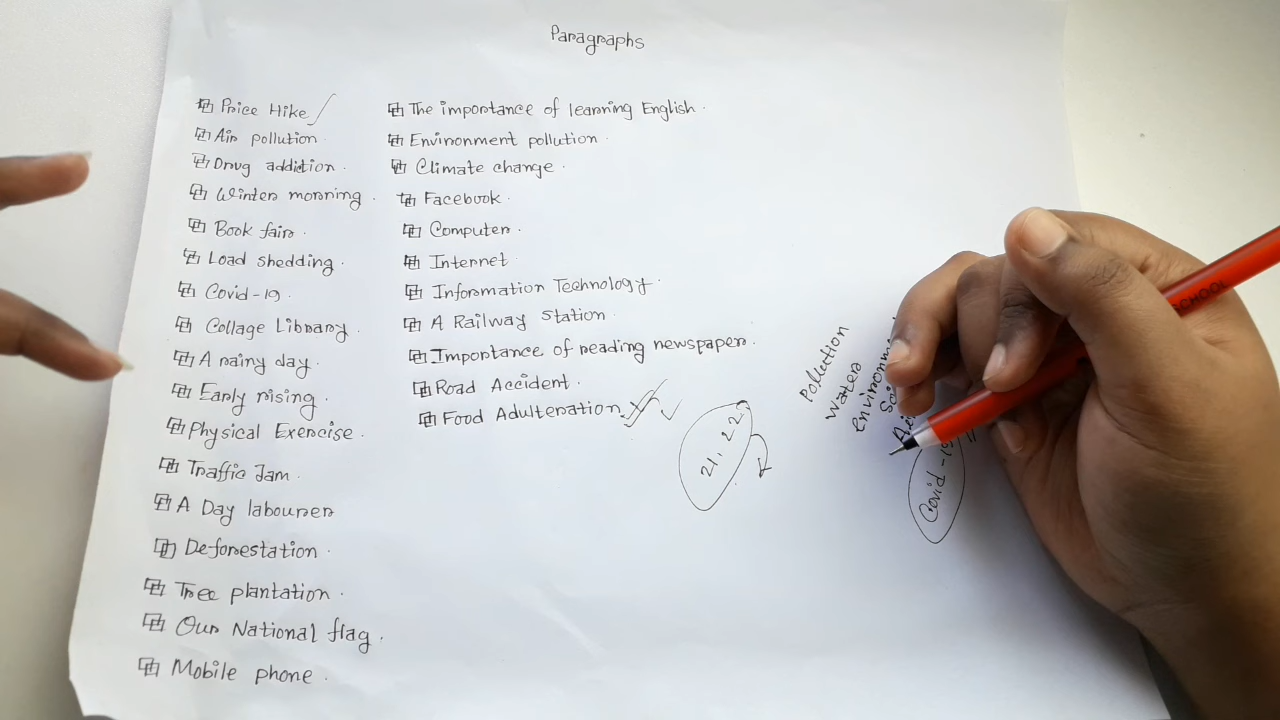 Paragraphs
Price Hike
Air pollution.
Drug addition.
Winter morning.
Book fair.
Load shedding.
Covid-19.
Collage Library.
A rainy day.
Early rising.
Physical Exercise.
Traffic Jam.
A Day labourer
Deforestation.
Tree plantation.
Our National flag.
Mobile phone.
The importance of learning English.
Environment pollution.
Climate change.
Facebook.
Computer.
Internet.
Information Technology.
A Railway station.
Importance of reading newspaper.
Road Accident.
Food Adulteration.
21, 22
Pollution
Water
Covid-19
SCHOOL